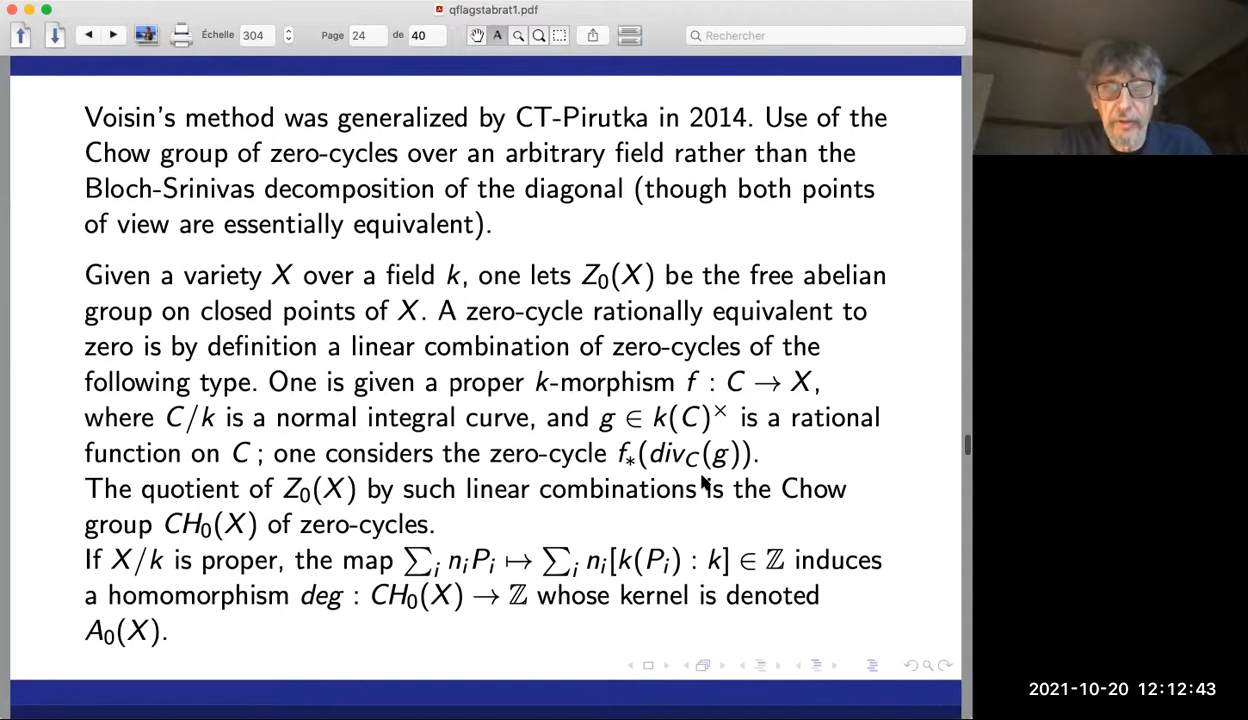 qflagstabrat1.pdf
Échelle 304 Page 24 de 40 Rechercher
Voisin's method was generalized by CT-Pirutka in 2014. Use of the
Chow group of zero-cycles over an arbitrary field rather than the
Bloch-Srinivas decomposition of the diagonal (though both points
of view are essentially equivalent).
Given a variety X over a field k, one lets Z₀(X) be the free abelian
group on closed points of X. A zero-cycle rationally equivalent to
zero is by definition a linear combination of zero-cycles of the
following type. One is given a proper k-morphism f : C → X,
where C/k is a normal integral curve, and g ∈ k(C)^× is a rational
function on C ; one considers the zero-cycle f_*(div_C(g)).
The quotient of Z₀(X) by such linear combinations is the Chow
group CH₀(X) of zero-cycles.
If X/k is proper, the map ∑_i n_iP_i ↦ ∑_i n_i[k(P_i) : k] ∈ ℤ induces
a homomorphism deg : CH₀(X) → ℤ whose kernel is denoted
A₀(X).
2021-10-20 12:12:43